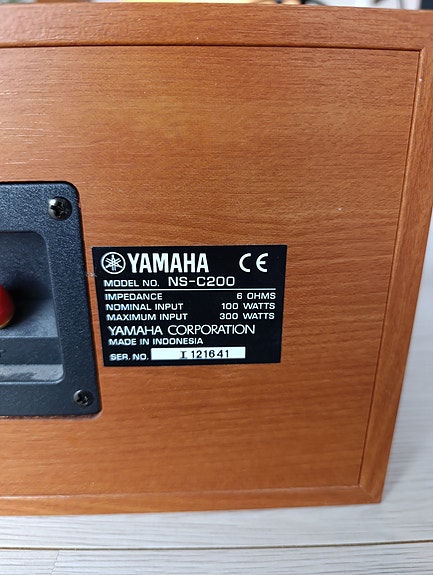 YAMAHA CE
MODEL NO. NS-C200
IMPEDANCE 6 OHMS
NOMINAL INPUT 100 WATTS
MAXIMUM INPUT 300 WATTS
YAMAHA CORPORATION
MADE IN INDONESIA
SER. NO. I 121641